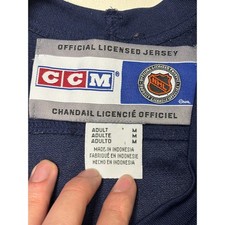 OFFICIAL LICENSED JERSEY
CCM
NHL
CHANDAIL LICENCIÉ OFFICIEL
ADULT M
ADULTE M
ADULTO M
MADE IN INDONESIA
FABRIQUÉ EN INDONÉSIE
HECHO EN INDONESIA